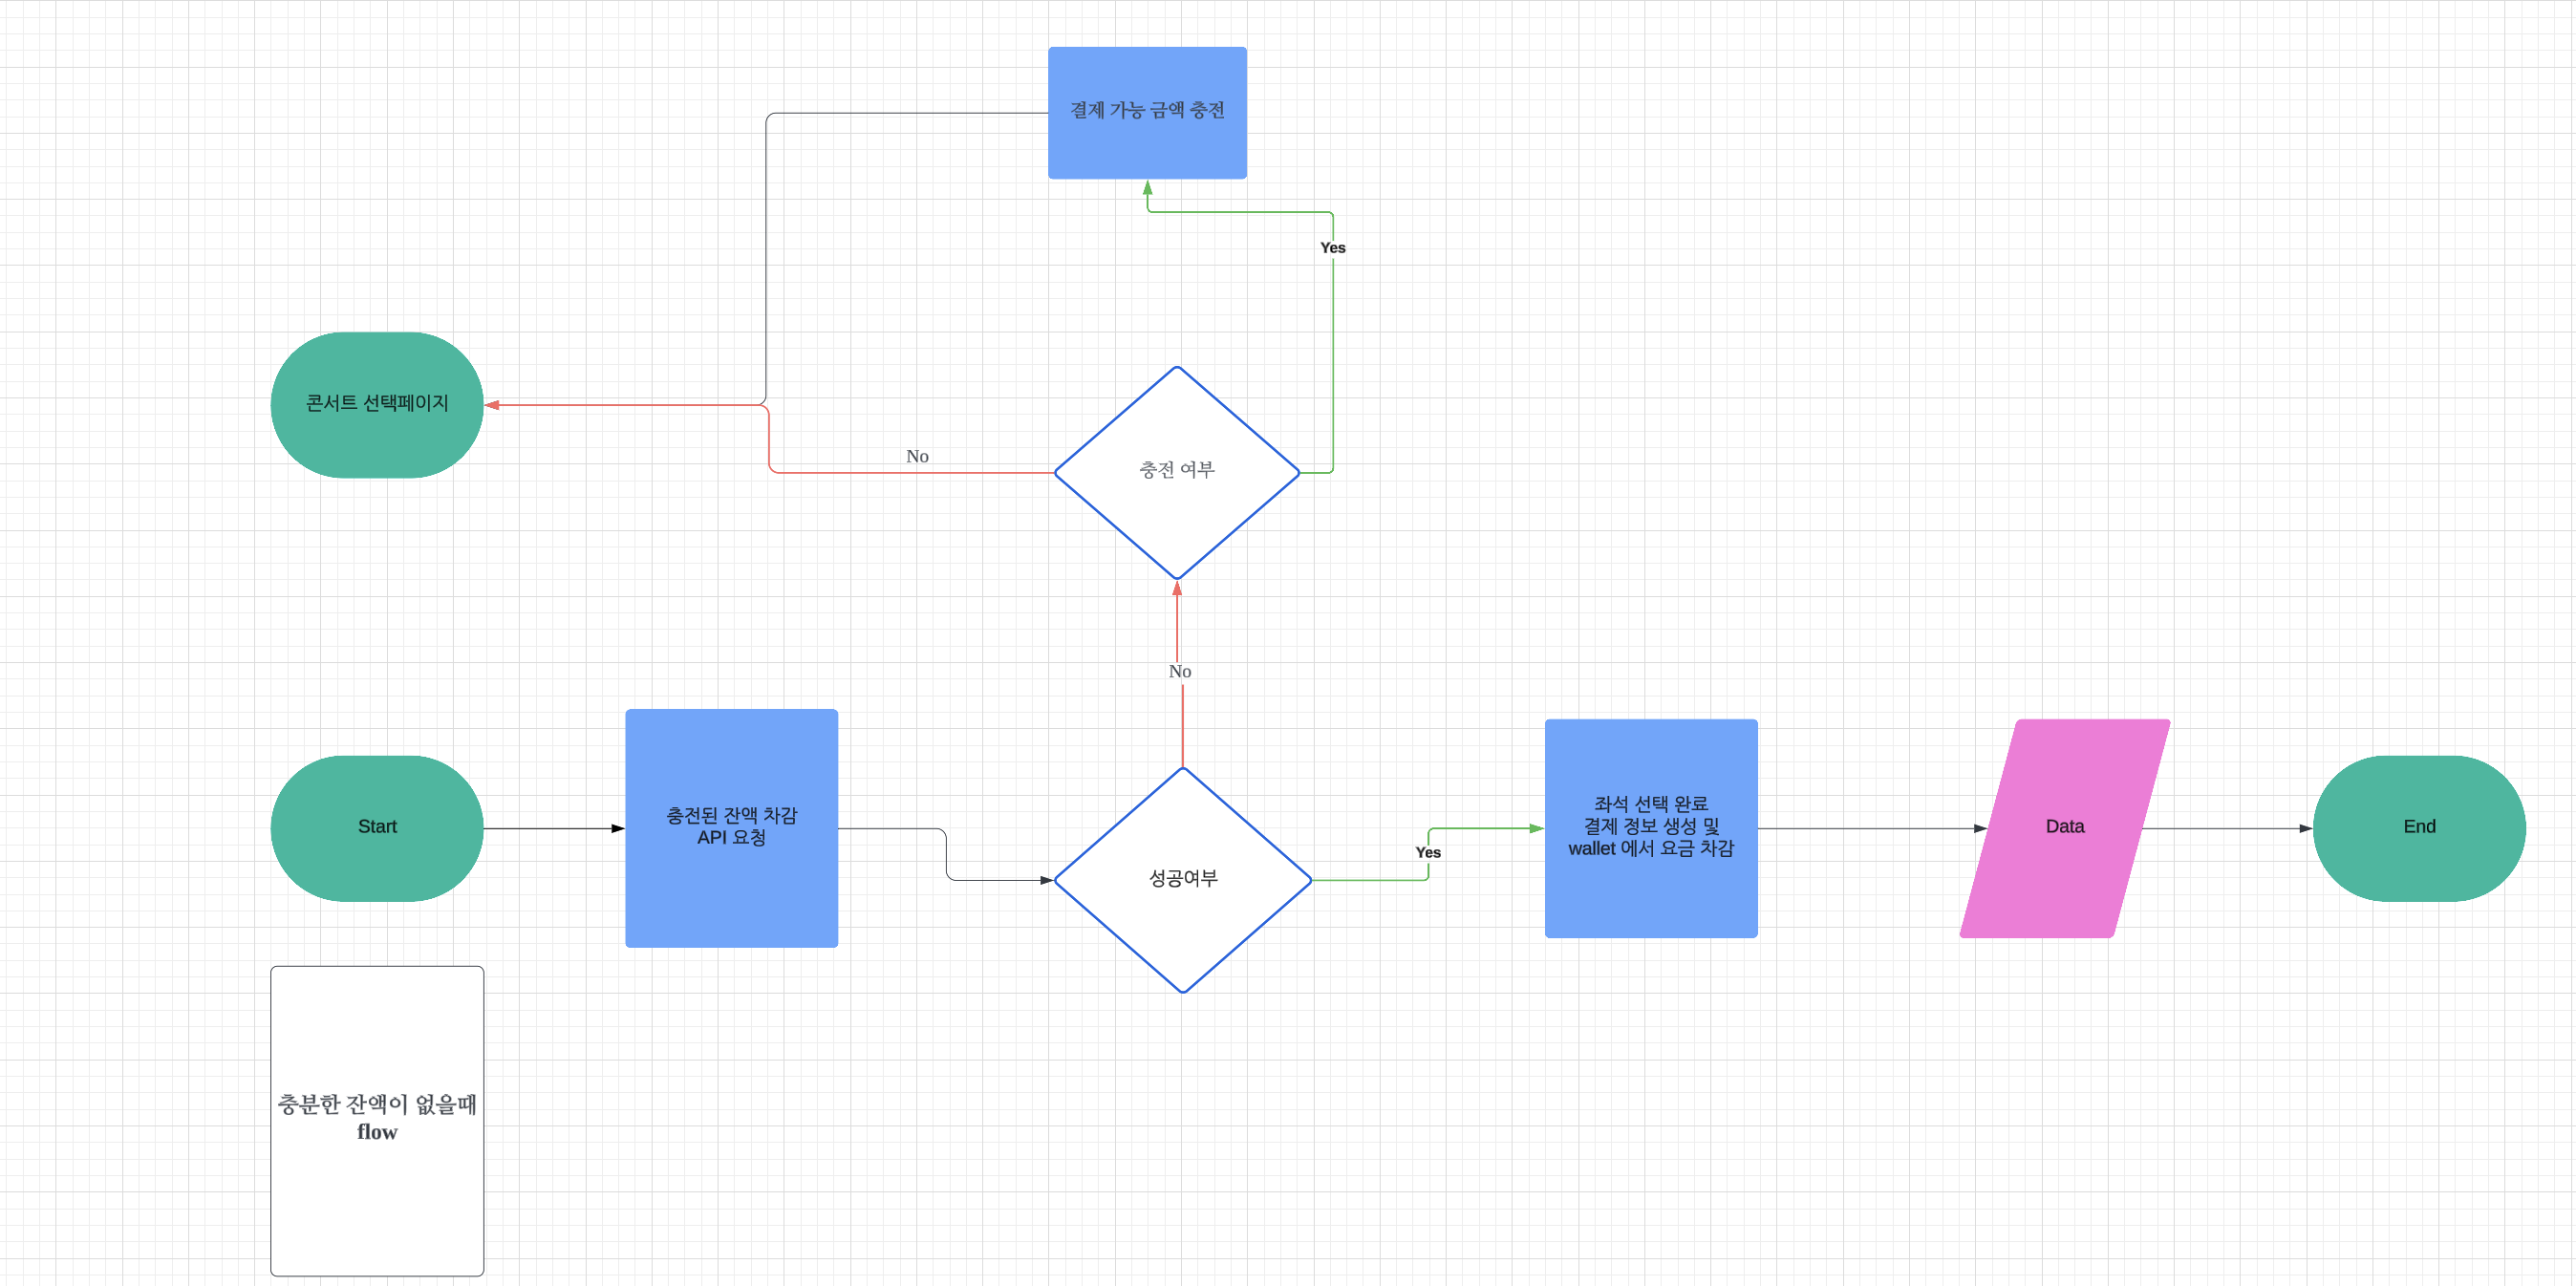 결제 가능 금액 충전
Yes
콘서트 선택페이지
No
충전 여부
No
Start
충전된 잔액 차감
API 요청
성공여부
Yes
좌석 선택 완료
결제 정보 생성 및
wallet 에서 요금 차감
Data
End
충분한 잔액이 없을때
flow